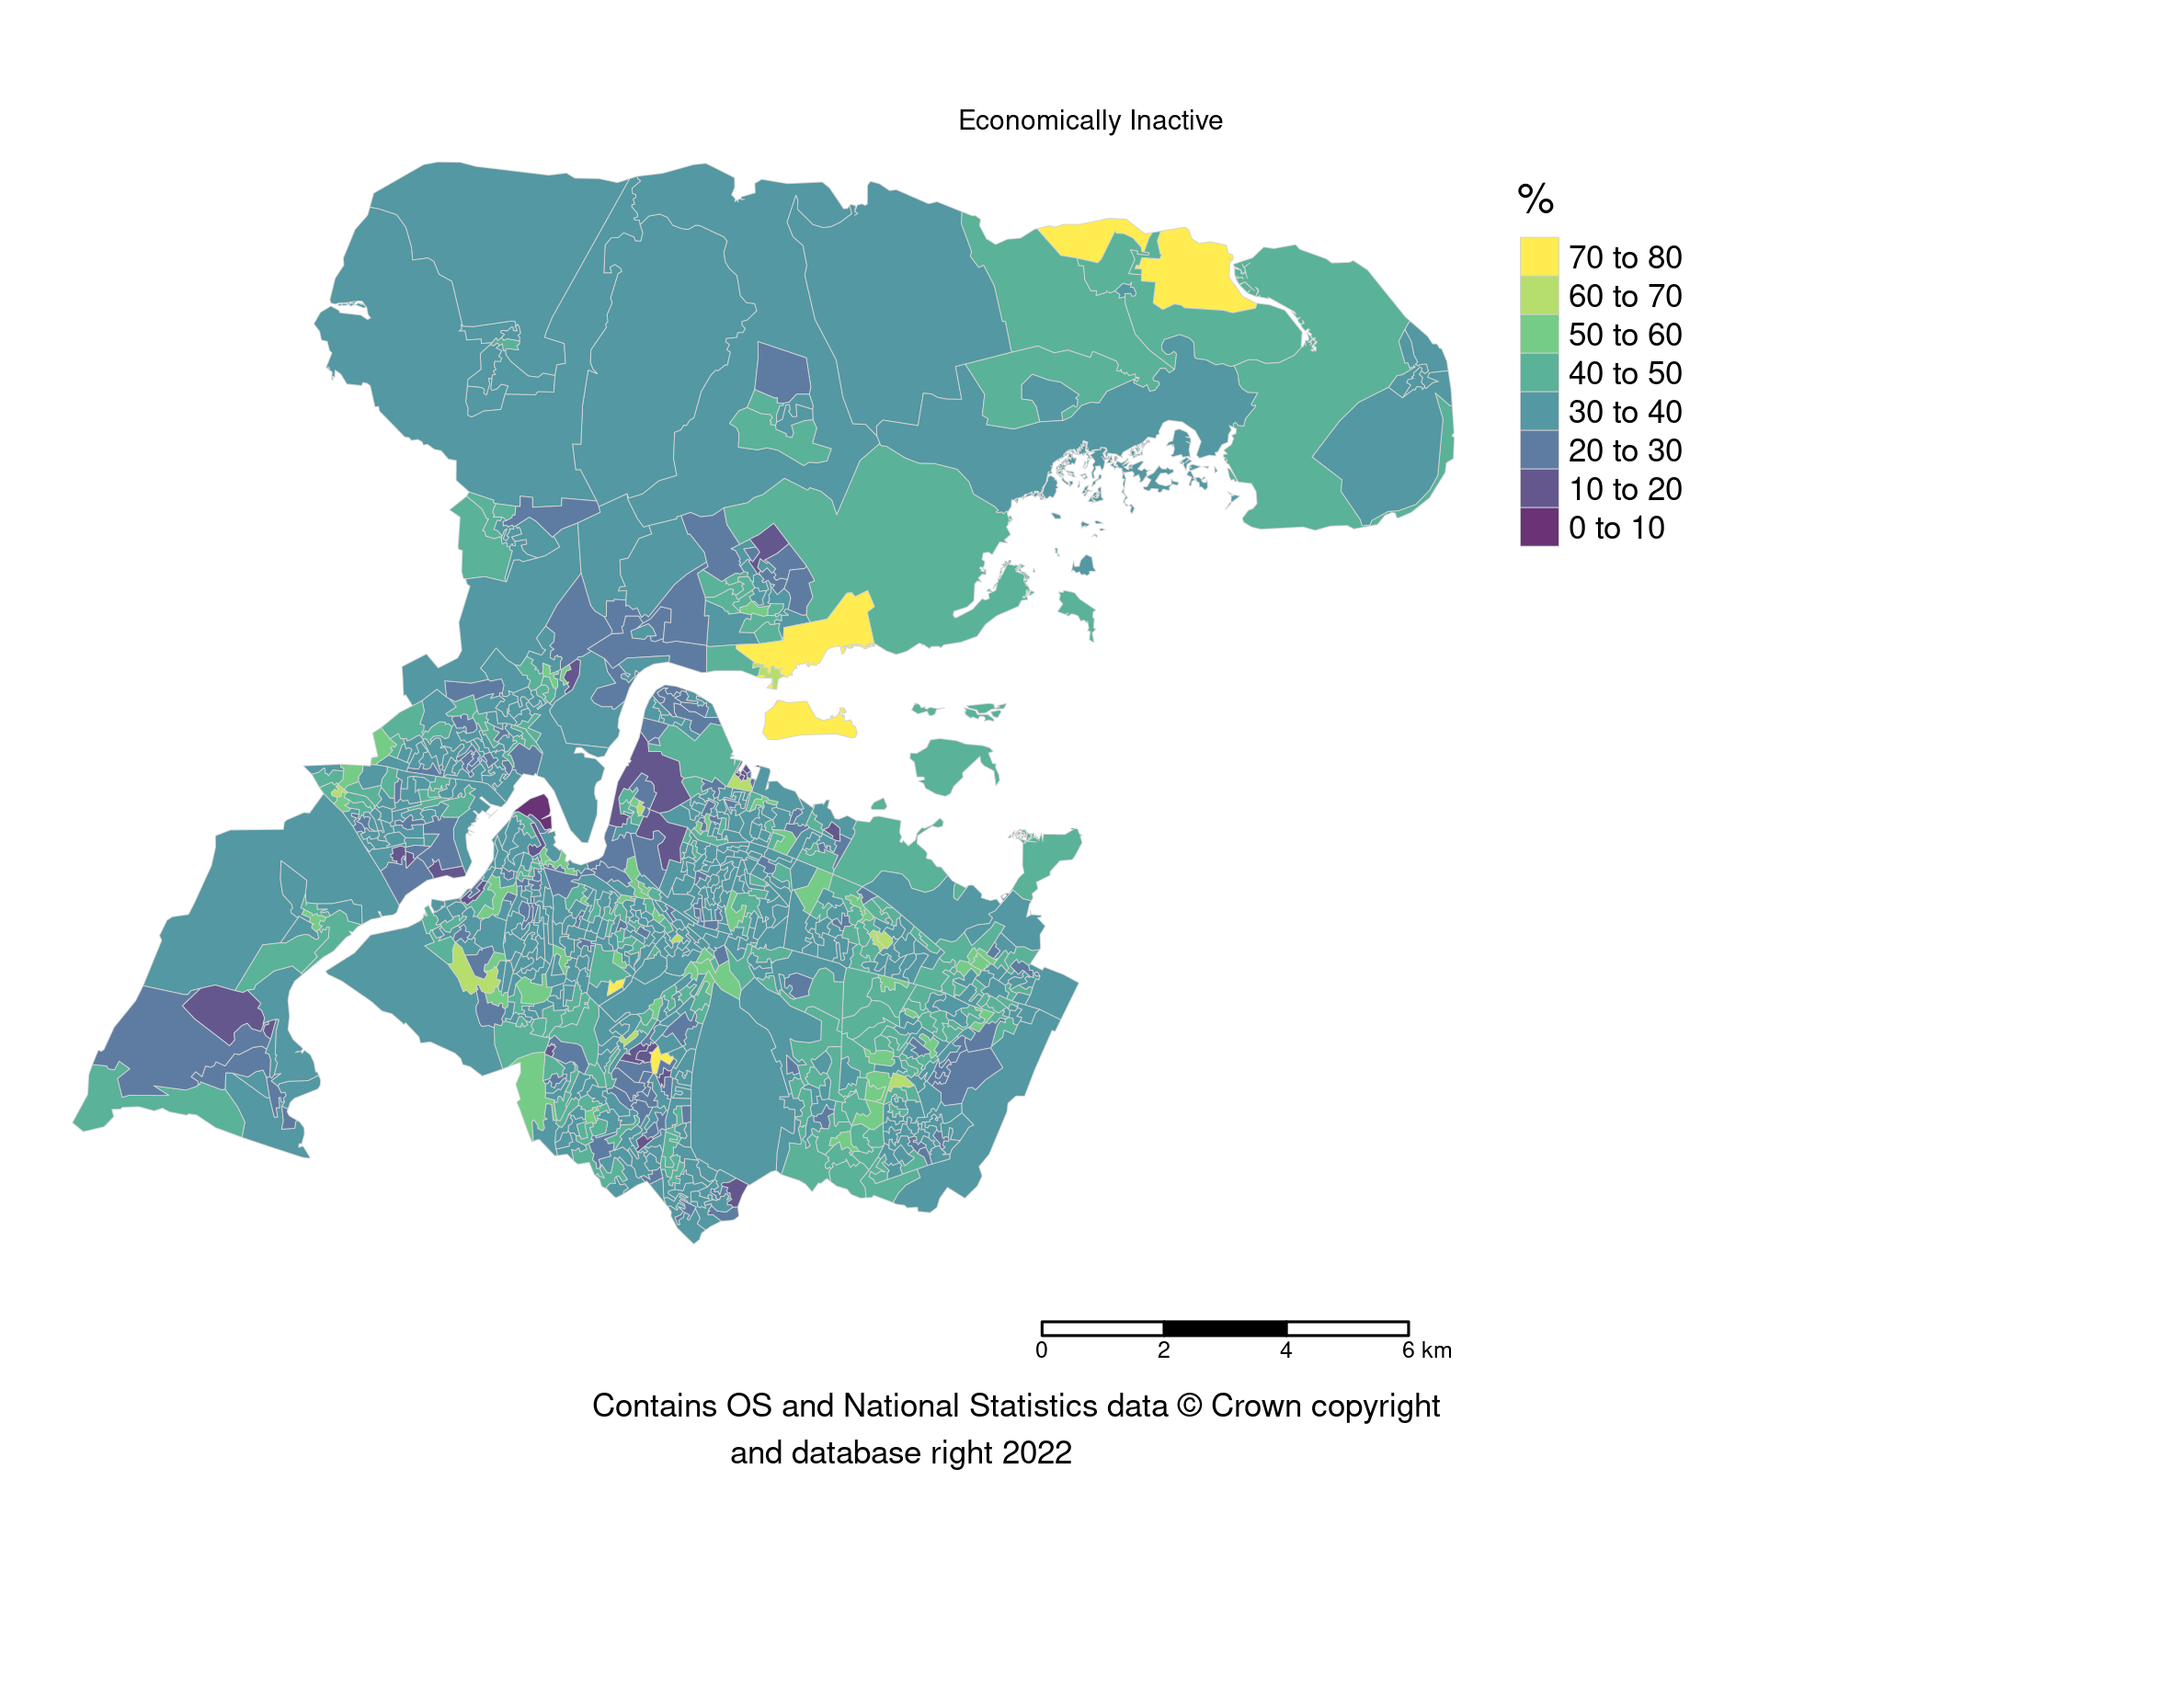 Economically Inactive
%
70 to 80
60 to 70
50 to 60
40 to 50
30 to 40
20 to 30
10 to 20
0 to 10
0 2 4 6 km
Contains OS and National Statistics data © Crown copyright
and database right 2022